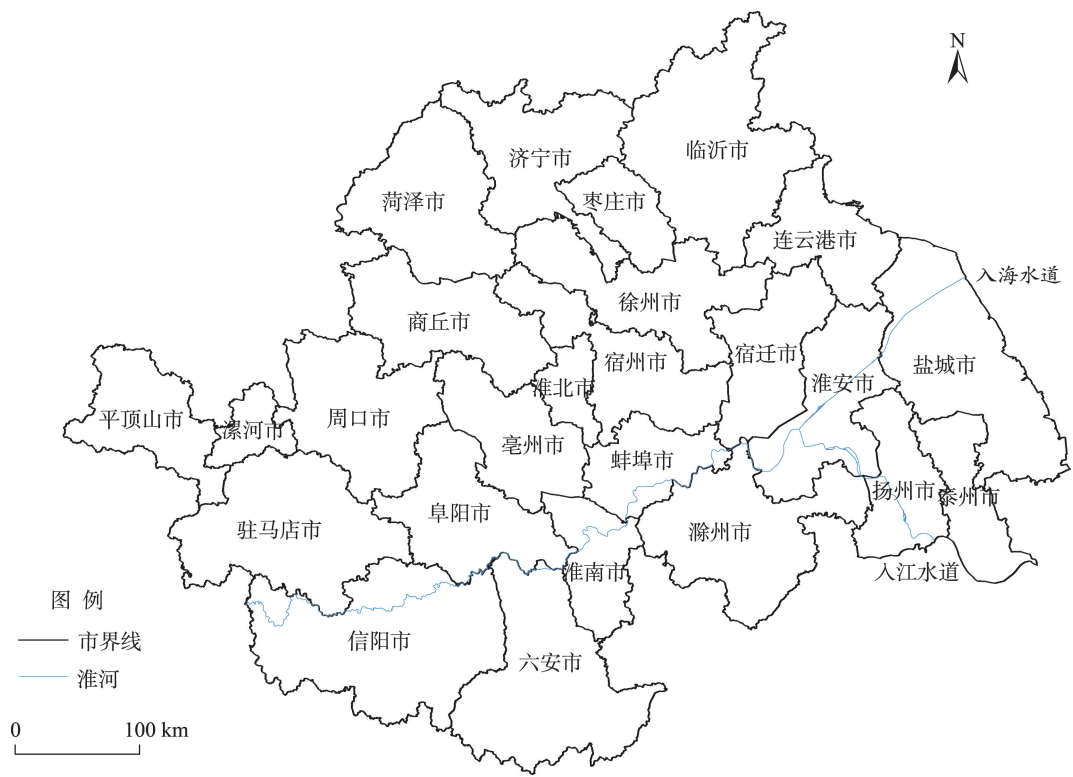 N
临沂市
济宁市
菏泽市
枣庄市
连云港市
入海水道
徐州市
商丘市
宿迁市
宿州市
盐城市
淮安市
淮北市
平顶山市
周口市
漯河市
亳州市
蚌埠市
扬州市
泰州市
阜阳市
驻马店市
滁州市
淮南市
入江水道
信阳市
六安市
图 例
市界线
淮河
0 100 km